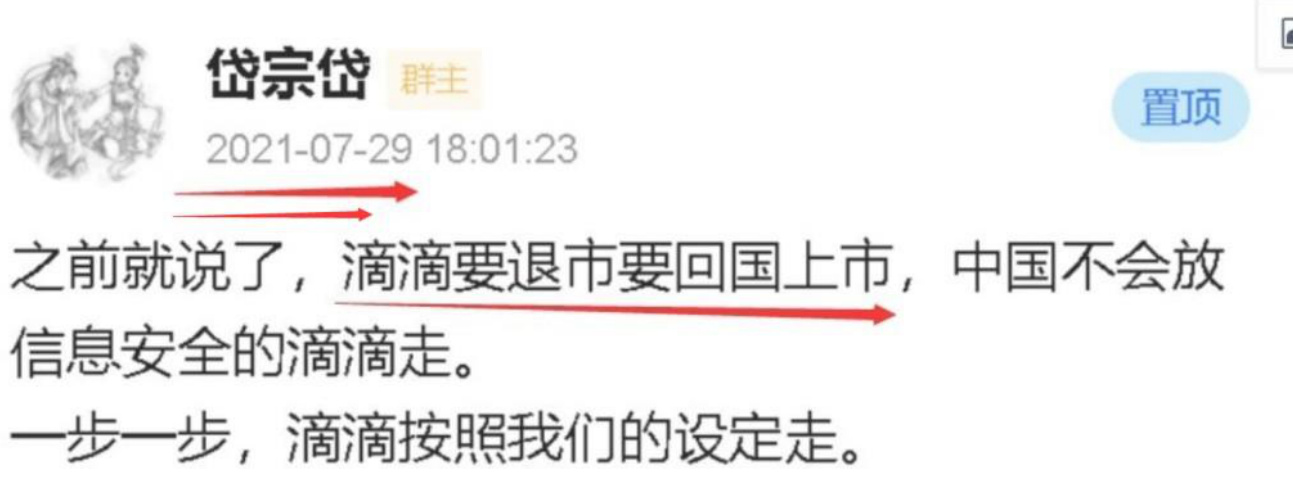 岱宗岱 群主
置顶
2021-07-29 18:01:23
之前就说了，滴滴要退市要回国上市，中国不会放
信息安全的滴滴走。
一步一步，滴滴按照我们的设定走。